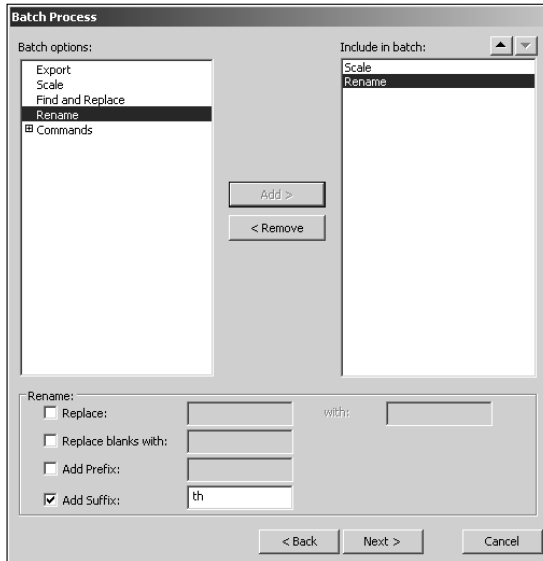 Batch Process
Batch options:
Include in batch:
Export
Scale
Find and Replace
Rename
Commands
Scale
Rename
Add >
< Remove
Rename:
Replace:
with:
Replace blanks with:
Add Prefix:
Add Suffix:
th
< Back
Next >
Cancel